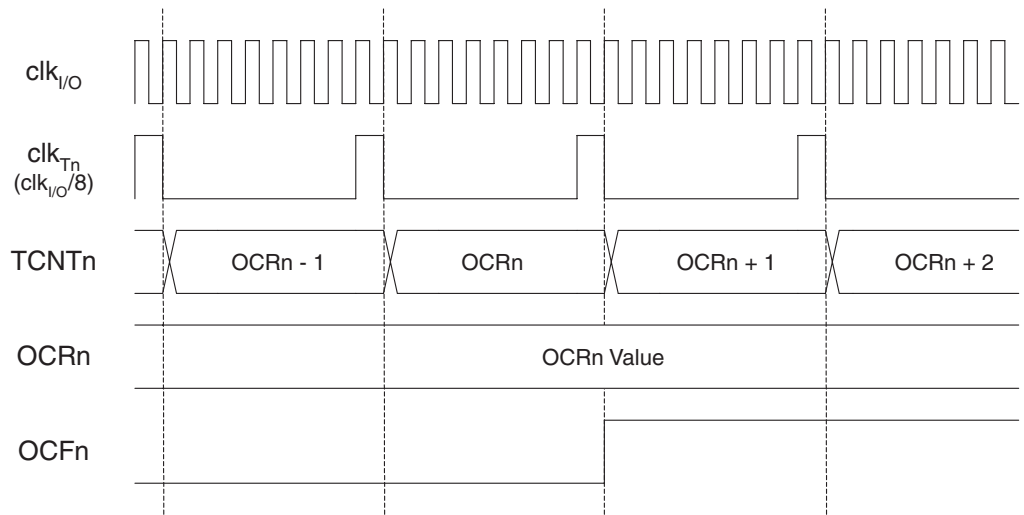 clkI/O
clkTn
(clkI/O/8)
TCNTn
OCRn - 1
OCRn
OCRn + 1
OCRn + 2
OCRn
OCRn Value
OCFn